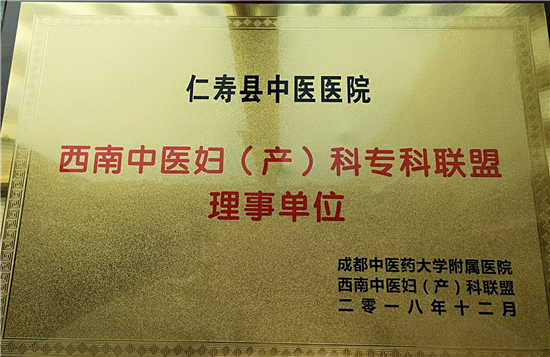 仁寿县中医医院
西南中医妇（产）科专科联盟
理事单位
成都中医药大学附属医院
西南中医妇（产）科联盟
二零一八年十二月